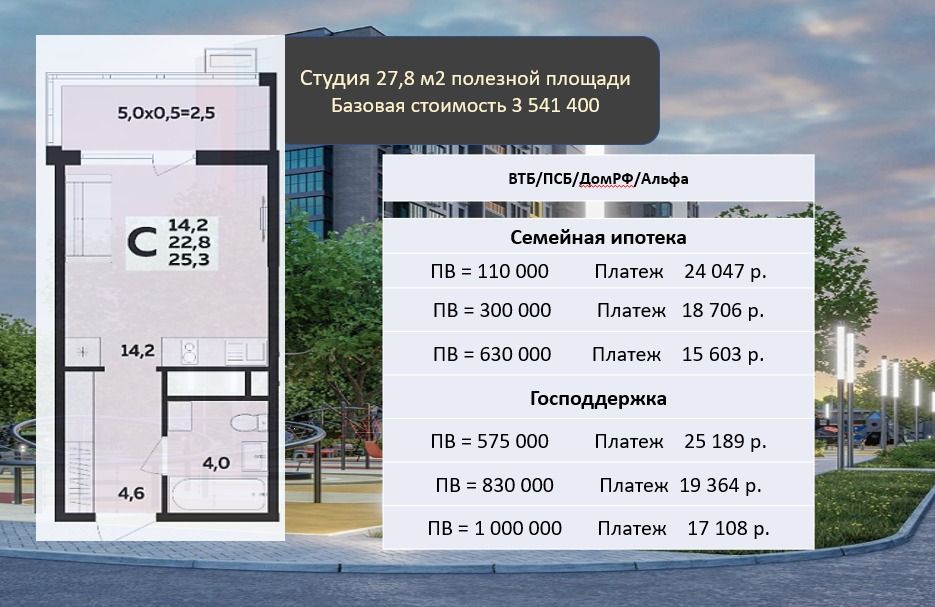 Студия 27,8 м2 полезной площади
Базовая стоимость 3 541 400
5,0x0,5=2,5
С
14,2
22,8
25,3
14,2
4,0
4,6
ВТБ/ПСБ/ДомРФ/Альфа
Семейная ипотека
ПВ = 110 000 Платеж 24 047 р.
ПВ = 300 000 Платеж 18 706 р.
ПВ = 630 000 Платеж 15 603 р.
Господдержка
ПВ = 575 000 Платеж 25 189 р.
ПВ = 830 000 Платеж 19 364 р.
ПВ = 1 000 000 Платеж 17 108 р.